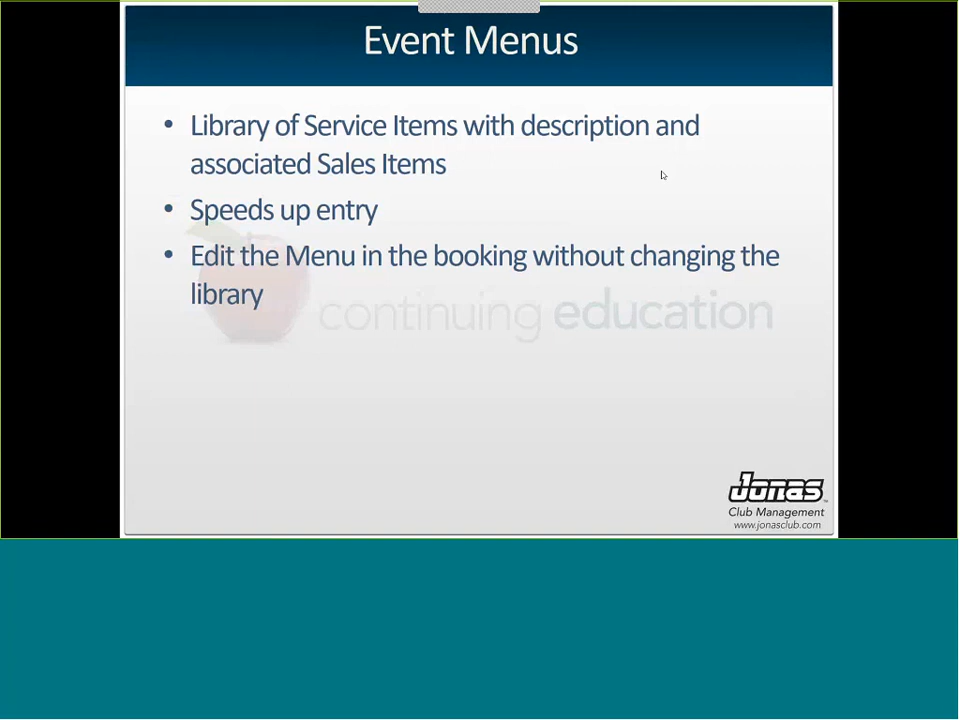 Event Menus
• Library of Service Items with description and
associated Sales Items
• Speeds up entry
• Edit the Menu in the booking without changing the
library
continuing education
Jonas
Club Management
www.jonasclub.com